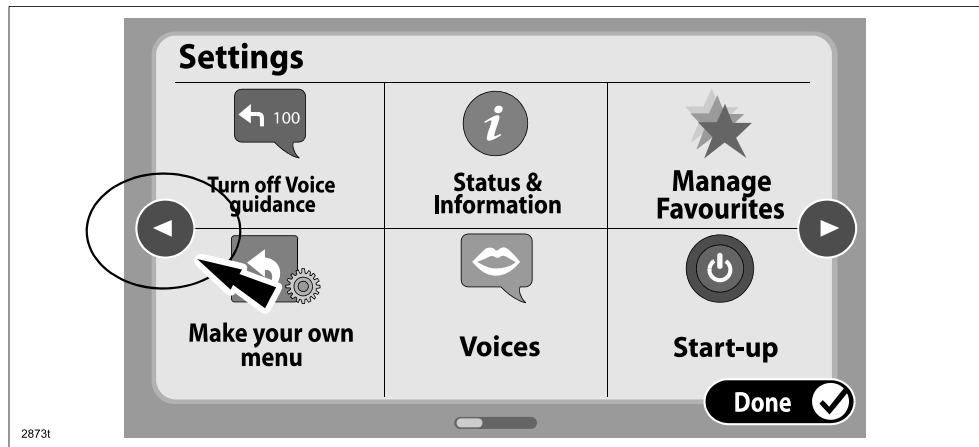 Settings
100
Turn off Voice
guidance
i
Status &
Information
Manage
Favourites
Make your own
menu
Voices
Start-up
Done
2873t